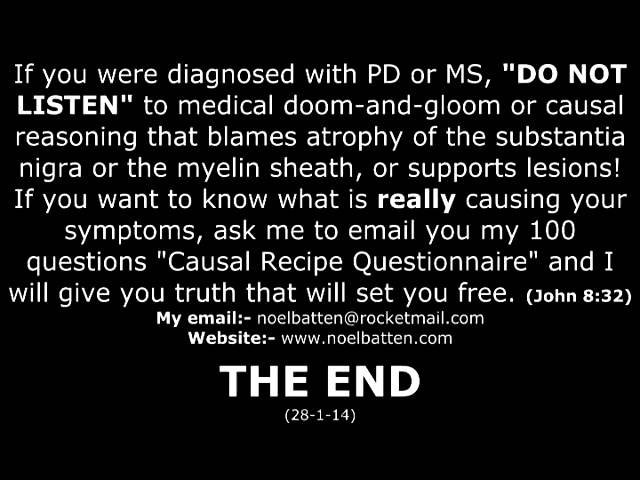 If you were diagnosed with PD or MS, "DO NOT
LISTEN" to medical doom-and-gloom or causal
reasoning that blames atrophy of the substantia
nigra or the myelin sheath, or supports lesions!
If you want to know what is really causing your
symptoms, ask me to email you my 100
questions "Causal Recipe Questionnaire" and I
will give you truth that will set you free. (John 8:32)
My email:- noelbatten@rocketmail.com
Website:- www.noelbatten.com
THE END
(28-1-14)